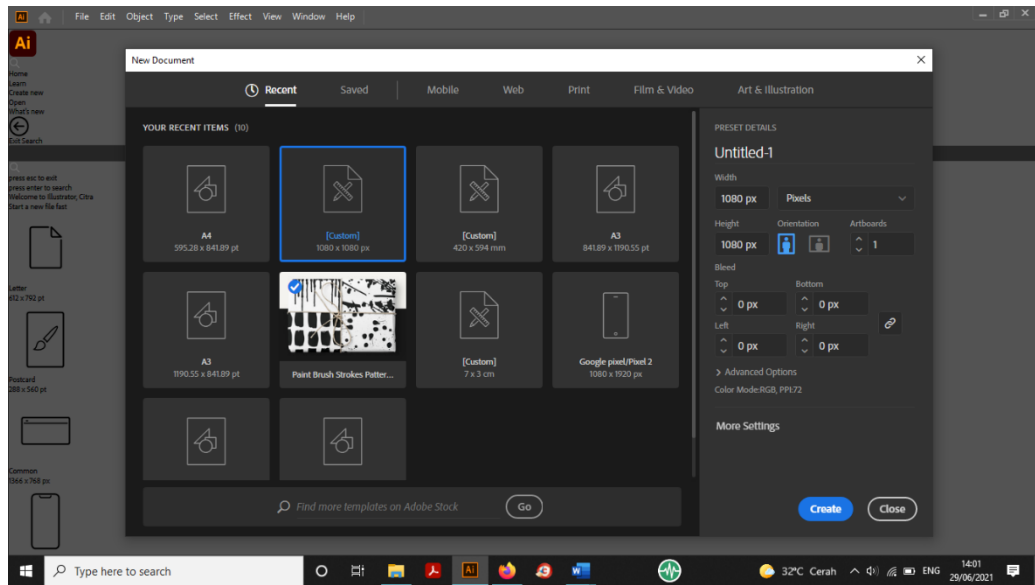 Ai File Edit Object Type Select Effect View Window Help
Ai
Home
Learn
Create new
Open
What's new
Exit Search
press esc to exit
press enter to search
Welcome to Illustrator, Citra
Start a new file fast
Letter
612 x 792 pt
Postcard
288 x 560 pt
Common
1366 x 768 px
New Document
Recent Saved Mobile Web Print Film & Video Art & Illustration
YOUR RECENT ITEMS (10)
A4
595.28 x 841.89 pt
[Custom]
1080 x 1080 px
[Custom]
420 x 594 mm
A3
841.89 x 1190.55 pt
A3
1190.55 x 841.89 pt
Paint Brush Strokes Patter...
[Custom]
7 x 3 cm
Google pixel/Pixel 2
1080 x 1920 px
Find more templates on Adobe Stock Go
PRESET DETAILS
Untitled-1
Width
1080 px Pixels
Height Orientation Artboards
1080 px 1
Bleed
Top Bottom
0 px 0 px
Left Right
0 px 0 px
> Advanced Options
Color Mode:RGB, PPI:72
More Settings
Create Close
Type here to search
Ai
32°C Cerah ENG
14:01
29/06/2021